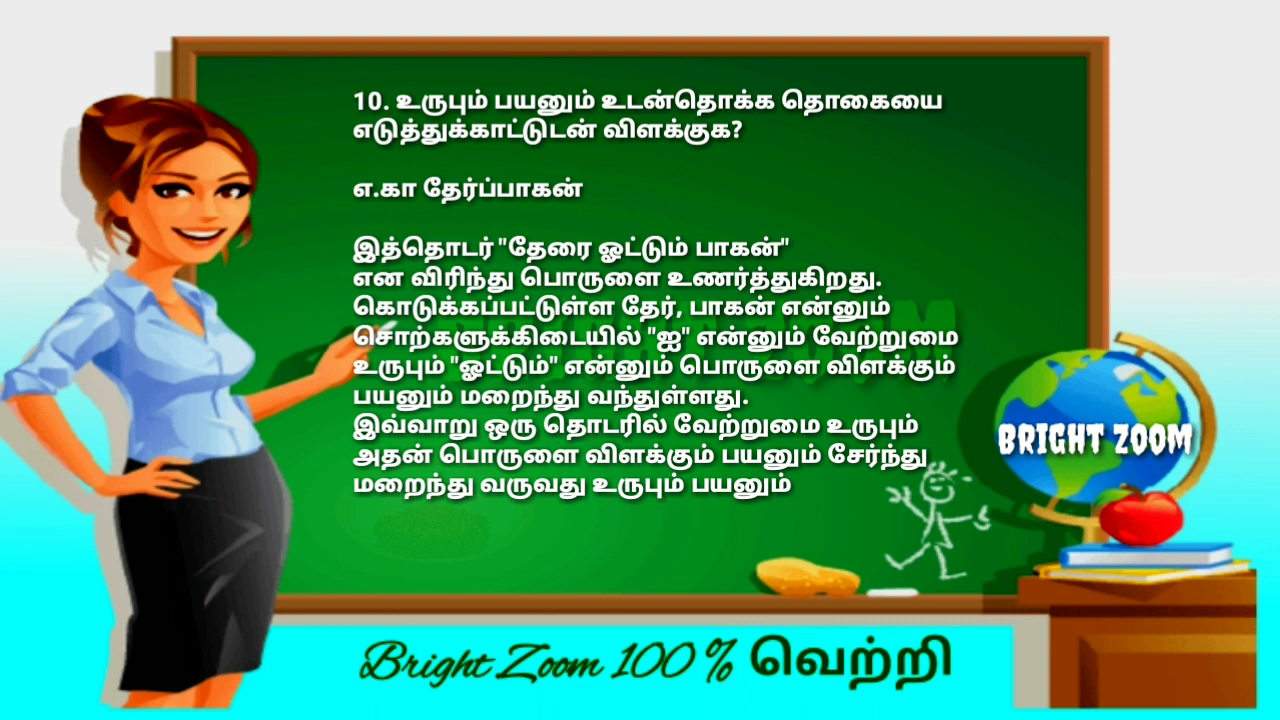 10. உருபும் பயனும் உடன்தொக்க தொகையை
எடுத்துக்காட்டுடன் விளக்குக?
எ.கா தேர்ப்பாகன்
இத்தொடர் "தேரை ஓட்டும் பாகன்"
என விரிந்து பொருளை உணர்த்துகிறது.
கொடுக்கப்பட்டுள்ள தேர், பாகன் என்னும்
சொற்களுக்கிடையில் "ஐ" என்னும் வேற்றுமை
உருபும் "ஓட்டும்" என்னும் பொருளை விளக்கும்
பயனும் மறைந்து வந்துள்ளது.
இவ்வாறு ஒரு தொடரில் வேற்றுமை உருபும்
அதன் பொருளை விளக்கும் பயனும் சேர்ந்து
மறைந்து வருவது உருபும் பயனும்
BRIGHT ZOOM
Bright Zoom 100 % வெற்றி